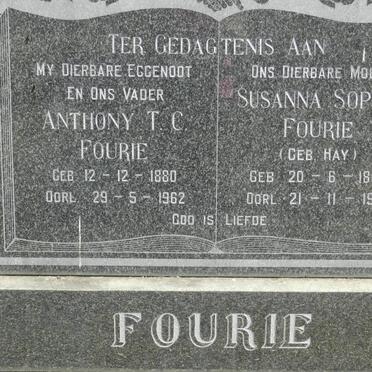 TER GEDAGTENIS AAN
MY DIERBARE EGGENOOT
EN ONS VADER
ANTHONY T. C.
FOURIE
GEB. 12 - 12 - 1880
OORL. 29 - 5 - 1962
ONS DIERBARE
SUSANNA
FOURIE
(GEB. HAY)
GEB. 20 - 6 -
OORL. 21 - 11 -
GOD IS LIEFDE
FOURIE